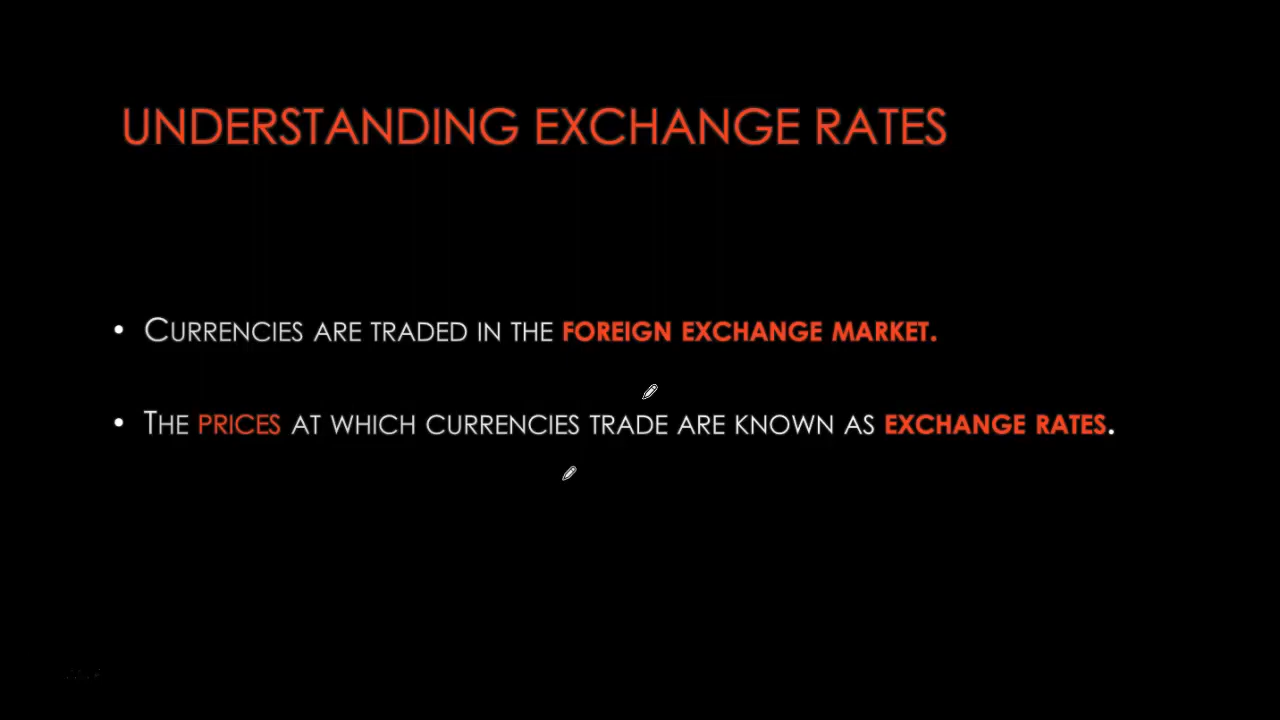 UNDERSTANDING EXCHANGE RATES
• CURRENCIES ARE TRADED IN THE FOREIGN EXCHANGE MARKET.
• THE PRICES AT WHICH CURRENCIES TRADE ARE KNOWN AS EXCHANGE RATES.